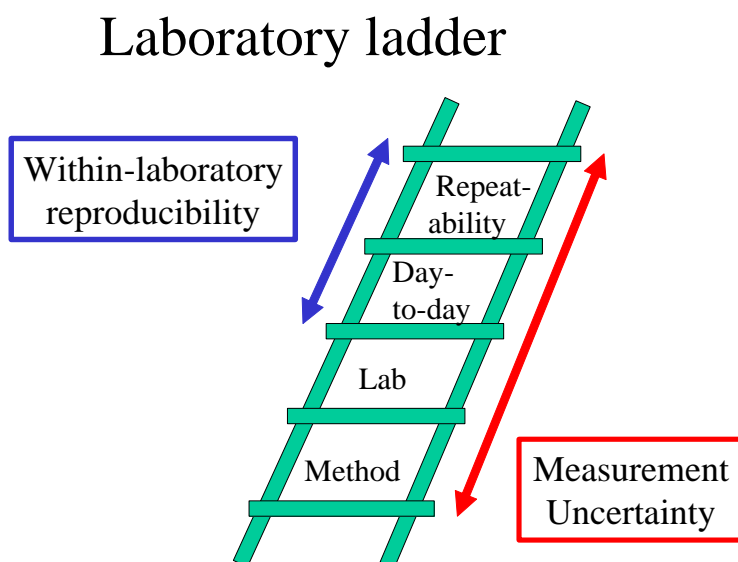 Laboratory ladder
Within-laboratory
reproducibility
Repeat-
ability
Day-
to-day
Lab
Method
Measurement
Uncertainty